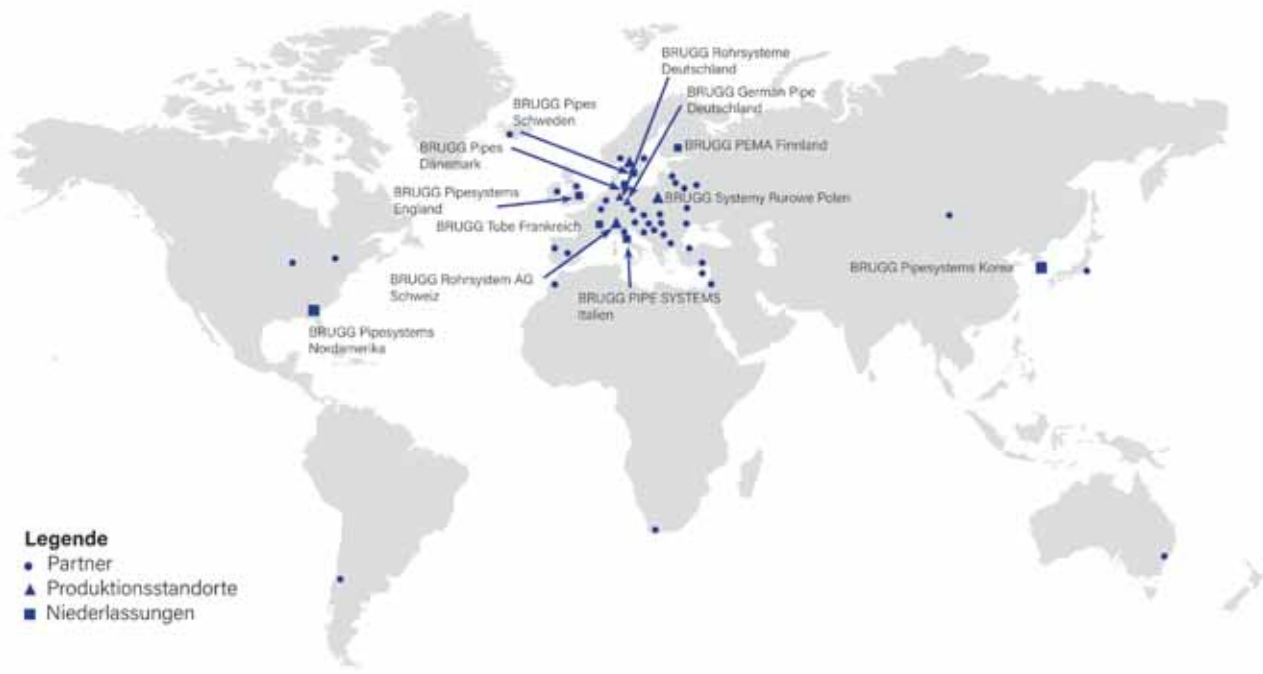 BRUGG Rohrsysteme
Deutschland
BRUGG German Pipe
Deutschland
BRUGG Pipes
Schweden
BRUGG Pipes
Dänemark
BRUGG PEMA Finnland
BRUGG Pipesystems
England
BRUGG Systemy Rurowe Polen
BRUGG Tube Frankreich
BRUGG Rohrsystem AG
Schweiz
BRUGG PIPE SYSTEMS
Italien
BRUGG Pipesystems Korea
BRUGG Pipesystems
Nordamerika
Legende
Partner
Produktionsstandorte
Niederlassungen